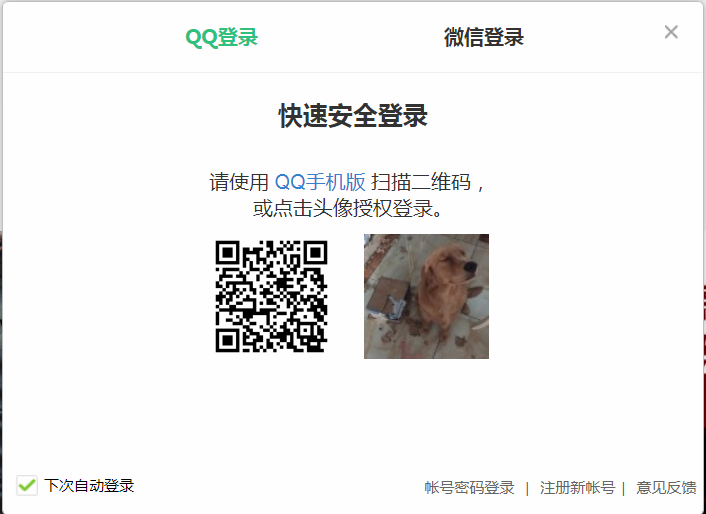 QQ登录
微信登录
快速安全登录
请使用 QQ手机版 扫描二维码，
或点击头像授权登录。
下次自动登录
帐号密码登录 | 注册新帐号 | 意见反馈